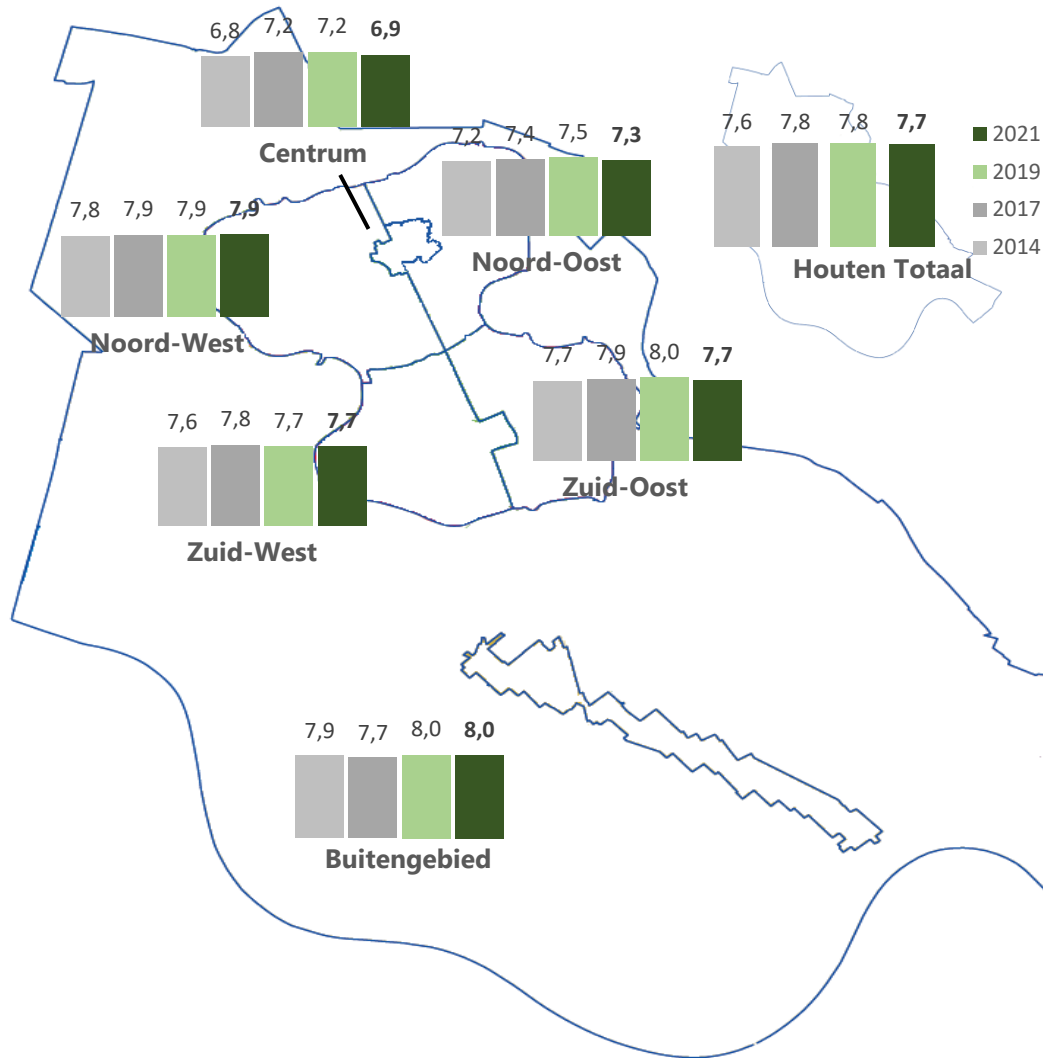 6,8 7,2 7,2 6,9
Centrum
7,2 7,4 7,5 7,3
Noord-Oost
7,6 7,8 7,8 7,7
Houten Totaal
2021
2019
2017
2014
7,8 7,9 7,9 7,9
Noord-West
7,7 7,9 8,0 7,7
Zuid-Oost
7,6 7,8 7,7 7,7
Zuid-West
7,9 7,7 8,0 8,0
Buitengebied